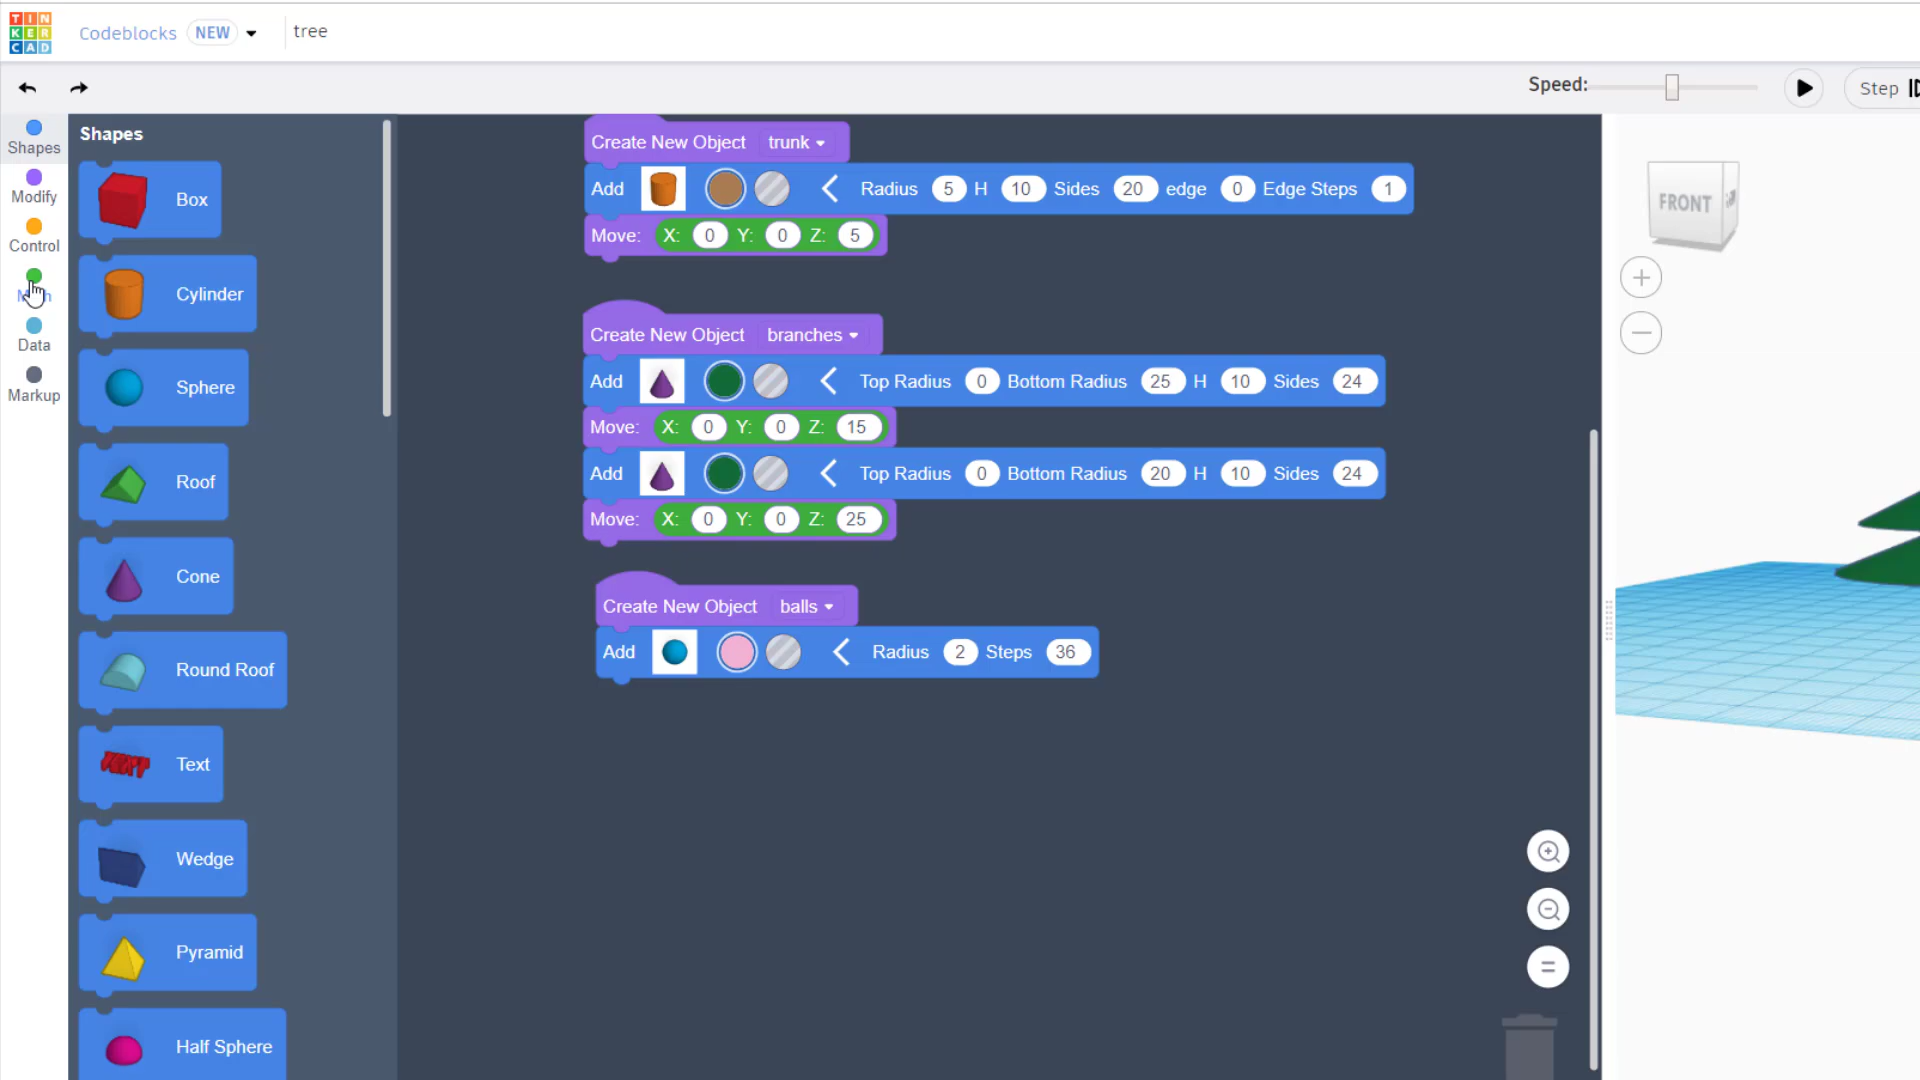 TIN
KER
CAD
Codeblocks NEW tree
Speed: Step
Shapes
Shapes
Modify
Control
Data
Markup
Box
Cylinder
Sphere
Roof
Cone
Round Roof
Text
Wedge
Pyramid
Half Sphere
Create New Object trunk
Add Radius 5 H 10 Sides 20 edge 0 Edge Steps 1
Move: X: 0 Y: 0 Z: 5
Create New Object branches
Add Top Radius 0 Bottom Radius 25 H 10 Sides 24
Move: X: 0 Y: 0 Z: 15
Add Top Radius 0 Bottom Radius 20 H 10 Sides 24
Move: X: 0 Y: 0 Z: 25
Create New Object balls
Add Radius 2 Steps 36
FRONT